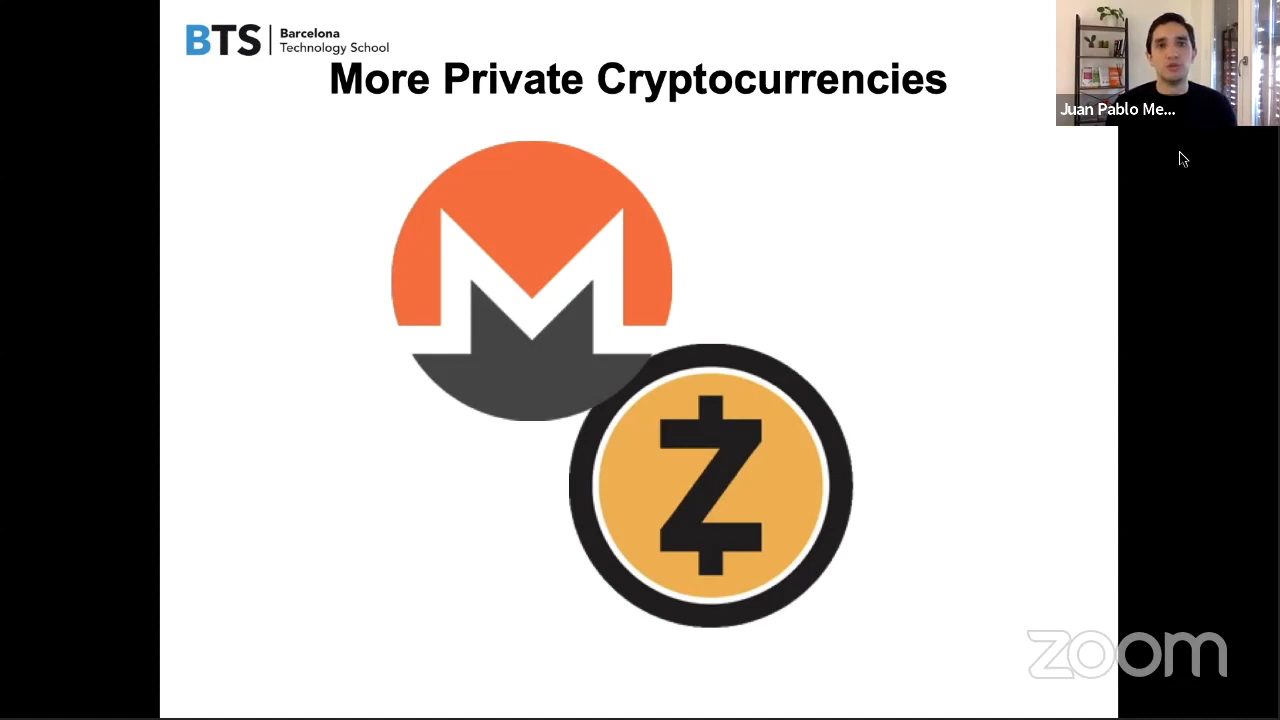 BTS
Barcelona
Technology School
More Private Cryptocurrencies
Juan Pablo Me...
zoom